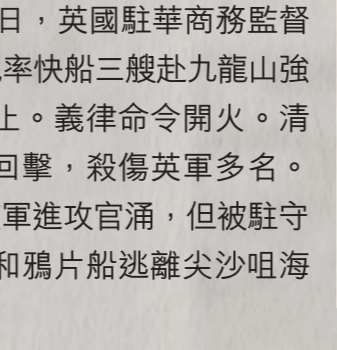 日，英國駐華商務監督
率快船三艘赴九龍山強
止。義律命令開火。清
回擊，殺傷英軍多名。
軍進攻官涌，但被駐守
和鴉片船逃離尖沙咀海